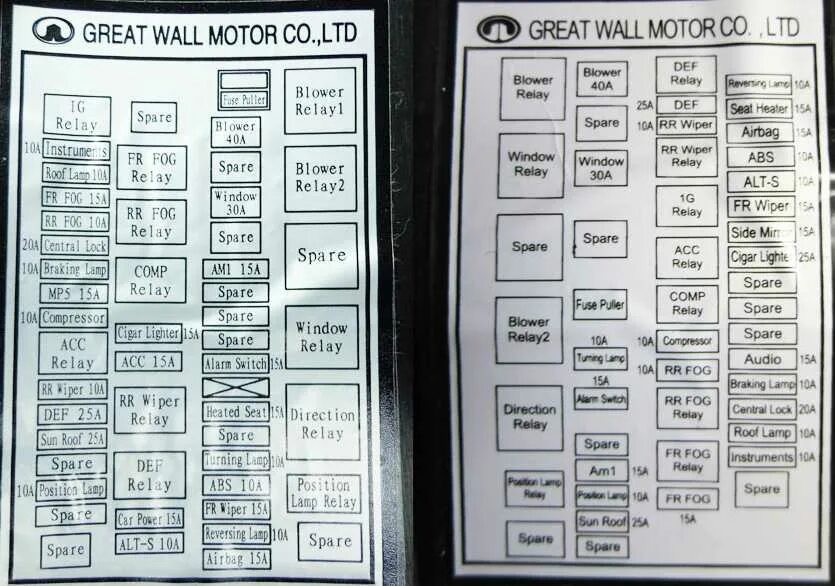 GREAT WALL MOTOR CO.,LTD
IG
Relay
10A Instruments
Roof Lamp 10A
FR FOG 15A
RR FOG 10A
20A Central Lock
10A Braking Lamp
MP5 15A
10A Compressor
ACC
Relay
RR Wiper 10A
DEF 25A
Sun Roof 25A
Spare
10A Position Lamp
Spare
Spare
Spare
FR FOG
Relay
RR FOG
Relay
COMP
Relay
Cigar Lighter 15A
ACC 15A
RR Wiper
Relay
DEF
Relay
Car Power 15A
ALT-S 10A
Fuse Puller
Blower
40A
Spare
Window
30A
Spare
AM1 15A
Spare
Spare
Spare
Alarm Switch 15A
Heated Seat 15A
Spare
Turning Lamp 10A
ABS 10A
FR Wiper 15A
Reversing Lamp 10A
Airbag 15A
Blower
Relay1
Blower
Relay2
Spare
Window
Relay
Direction
Relay
Position
Lamp Relay
Spare
GREAT WALL MOTOR CO. ,LTD
Blower
Relay
Window
Relay
Spare
Blower
Relay2
Direction
Relay
Position Lamp
Relay
Spare
Blower
40A
Spare
Window
30A
Spare
Fuse Puller
10A
Turning Lamp
15A
Alarm Switch
Spare
Am1 15A
Position Lamp 10A
Sun Roof 25A
Spare
DEF
Relay
25A DEF
10A RR Wiper
RR Wiper
Relay
1G
Relay
ACC
Relay
COMP
Relay
10A Compressor
10A RR FOG
RR FOG
Relay
FR FOG
Relay
FR FOG
15A
Reversing Lamp 10A
Seat Heater 15A
Airbag 15A
ABS 10A
ALT-S 10A
FR Wiper 15A
Side Mirror 15A
Cigar Lighte 25A
Spare
Spare
Spare
Audio 15A
Braking Lamp 10A
Central Lock 20A
Roof Lamp 10A
Instruments 10A
Spare